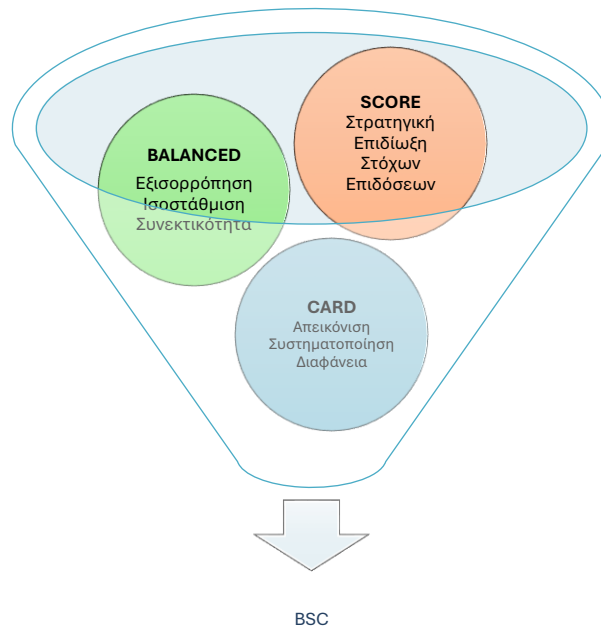 SCORE
Στρατηγική
Επιδίωξη
Στόχων
Επιδόσεων
BALANCED
Εξισορρόπηση
Ισοστάθμιση
Συνεκτικότητα
CARD
Απεικόνιση
Συστηματοποίηση
Διαφάνεια
BSC